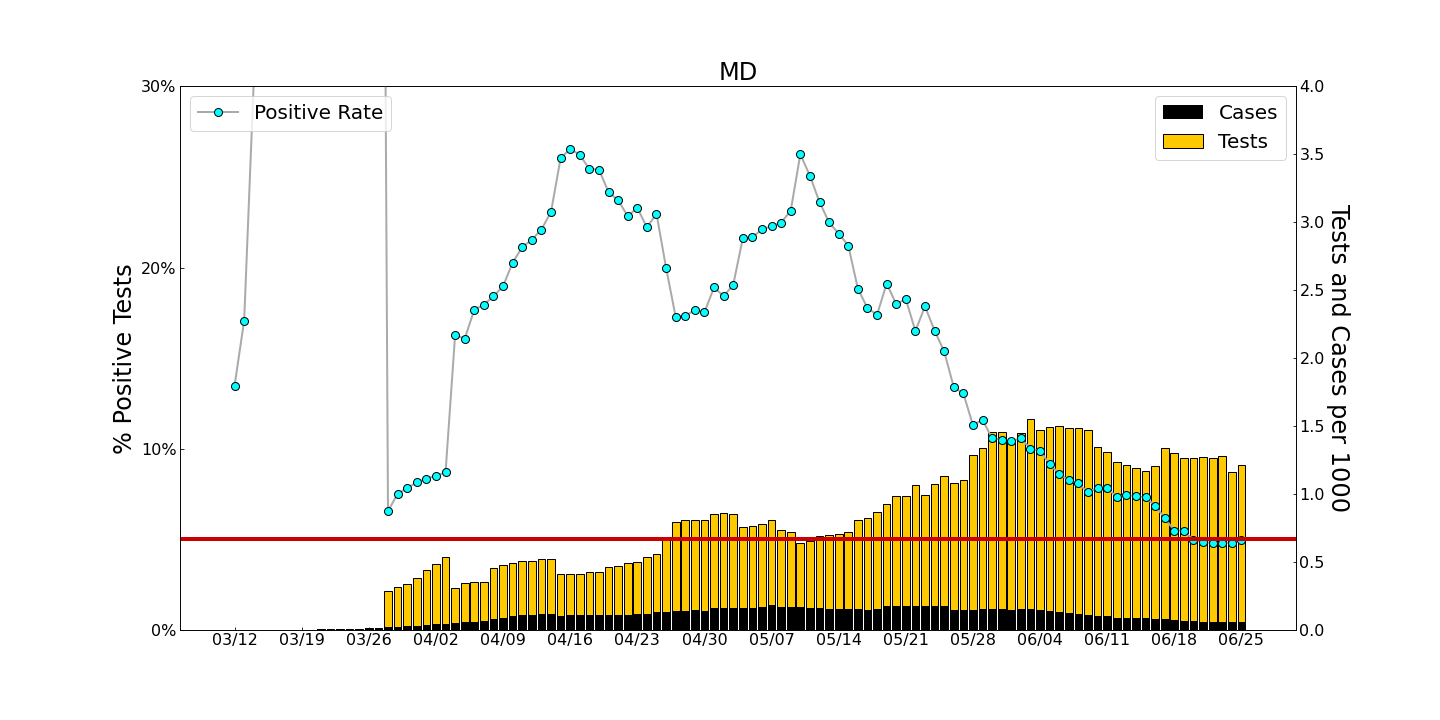 MD
30%
20%
10%
0%
% Positive Tests
Positive Rate
Cases
Tests
4.0
3.5
3.0
2.5
2.0
1.5
1.0
0.5
0.0
Tests and Cases per 1000
03/12 03/19 03/26 04/02 04/09 04/16 04/23 04/30 05/07 05/14 05/21 05/28 06/04 06/11 06/18 06/25